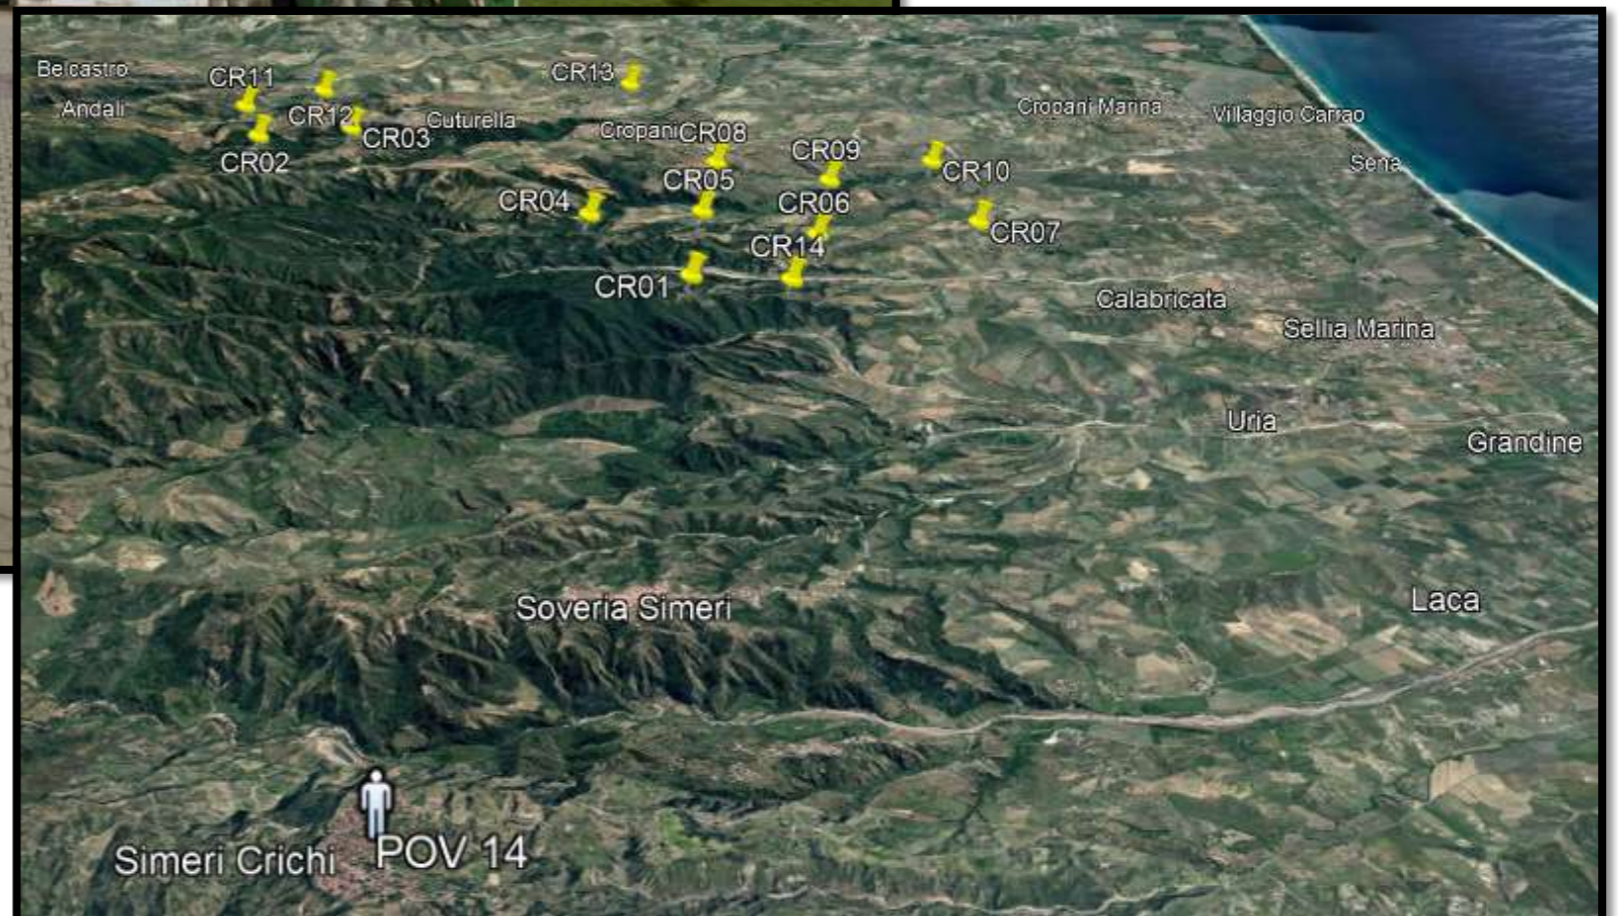 Belcastro
CR11
CR13
Andali
CR12
Cuturella
CR03
Cropani
CR08
Cropani Marina
Villaggio Carrao
CR02
CR09
Sena
CR10
CR05
CR04
CR06
CR07
CR14
CR01
Calabricata
Sellia Marina
Uria
Grandine
Laca
Soveria Simeri
POV 14
Simeri Crichi